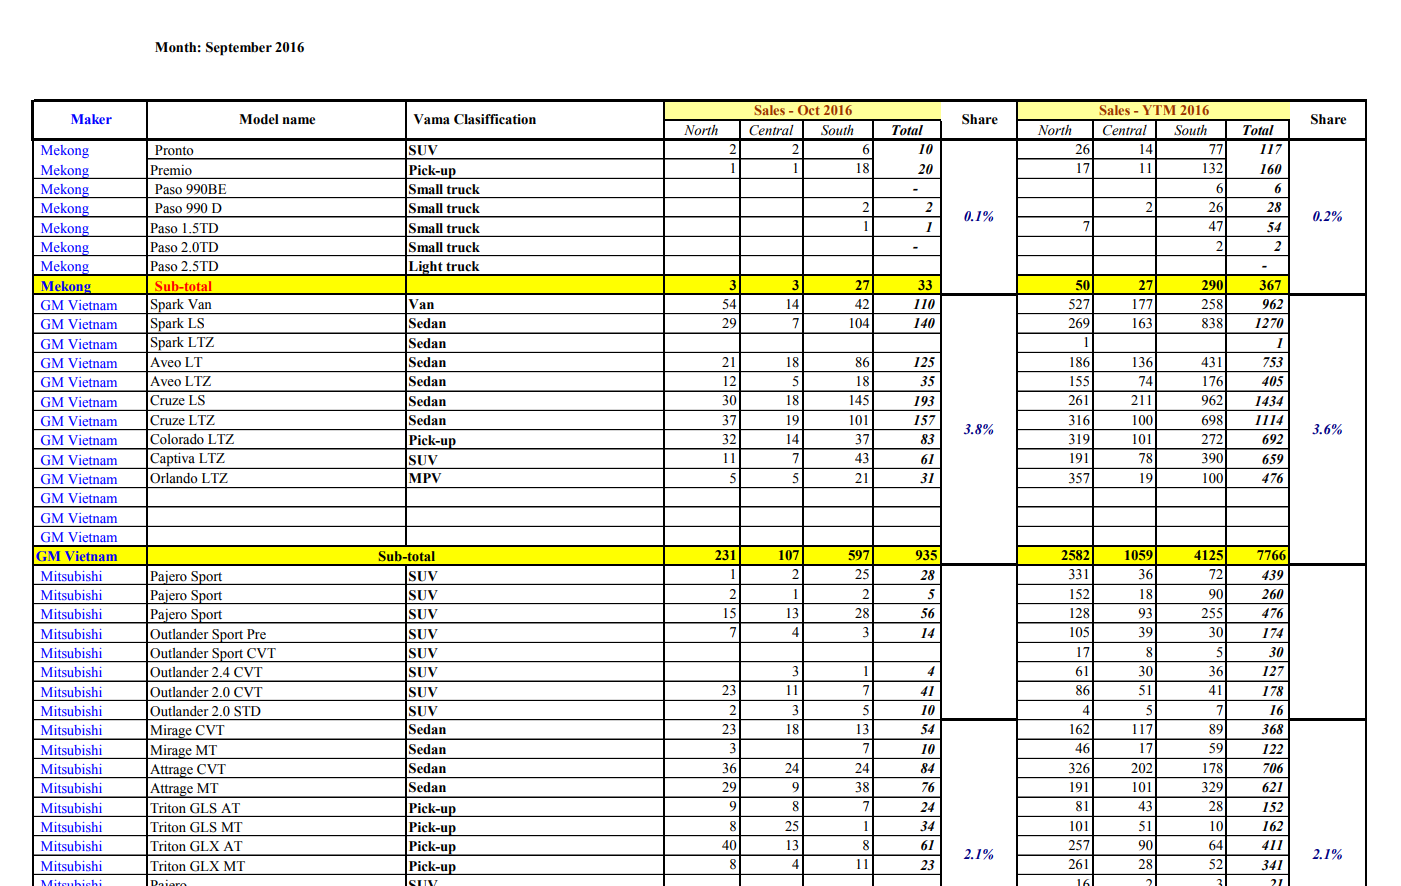 Month: September 2016
Maker Model name Vama Clasiffication Sales - Oct 2016 Share Sales - YTM 2016 Share
North Central South Total North Central South Total
Mekong Pronto SUV 2 2 6 10 26 14 77 117
Mekong Premio Pick-up 1 1 18 20 17 11 132 160
Mekong Paso 990BE Small truck - 6 6
Mekong Paso 990 D Small truck 2 2 2 26 28
0.1% 0.2%
Mekong Paso 1.5TD Small truck 1 1 7 47 54
Mekong Paso 2.0TD Small truck - 2 2
Mekong Paso 2.5TD Light truck -
Mekong Sub-total 3 3 27 33 50 27 290 367
GM Vietnam Spark Van Van 54 14 42 110 527 177 258 962
GM Vietnam Spark LS Sedan 29 7 104 140 269 163 838 1270
GM Vietnam Spark LTZ Sedan 1 1
GM Vietnam Aveo LT Sedan 21 18 86 125 186 136 431 753
GM Vietnam Aveo LTZ Sedan 12 5 18 35 155 74 176 405
GM Vietnam Cruze LS Sedan 30 18 145 193 261 211 962 1434
GM Vietnam Cruze LTZ Sedan 37 19 101 157 316 100 698 1114
3.8% 3.6%
GM Vietnam Colorado LTZ Pick-up 32 14 37 83 319 101 272 692
GM Vietnam Captiva LTZ SUV 11 7 43 61 191 78 390 659
GM Vietnam Orlando LTZ MPV 5 5 21 31 357 19 100 476
GM Vietnam
GM Vietnam
GM Vietnam
GM Vietnam Sub-total 231 107 597 935 2582 1059 4125 7766
Mitsubishi Pajero Sport SUV 1 2 25 28 331 36 72 439
Mitsubishi Pajero Sport SUV 2 1 2 5 152 18 90 260
Mitsubishi Pajero Sport SUV 15 13 28 56 128 93 255 476
Mitsubishi Outlander Sport Pre SUV 7 4 3 14 105 39 30 174
Mitsubishi Outlander Sport CVT SUV 17 8 5 30
Mitsubishi Outlander 2.4 CVT SUV 3 1 4 61 30 36 127
Mitsubishi Outlander 2.0 CVT SUV 23 11 7 41 86 51 41 178
Mitsubishi Outlander 2.0 STD SUV 2 3 5 10 4 5 7 16
Mitsubishi Mirage CVT Sedan 23 18 13 54 162 117 89 368
Mitsubishi Mirage MT Sedan 3 7 10 46 17 59 122
Mitsubishi Attrage CVT Sedan 36 24 24 84 326 202 178 706
Mitsubishi Attrage MT Sedan 29 9 38 76 191 101 329 621
Mitsubishi Triton GLS AT Pick-up 9 8 7 24 81 43 28 152
Mitsubishi Triton GLS MT Pick-up 8 25 1 34 101 51 10 162
Mitsubishi Triton GLX AT Pick-up 40 13 8 61 257 90 64 411
2.1% 2.1%
Mitsubishi Triton GLX MT Pick-up 8 4 11 23 261 28 52 341
Mitsubishi Pajero SUV 16 2 3 21